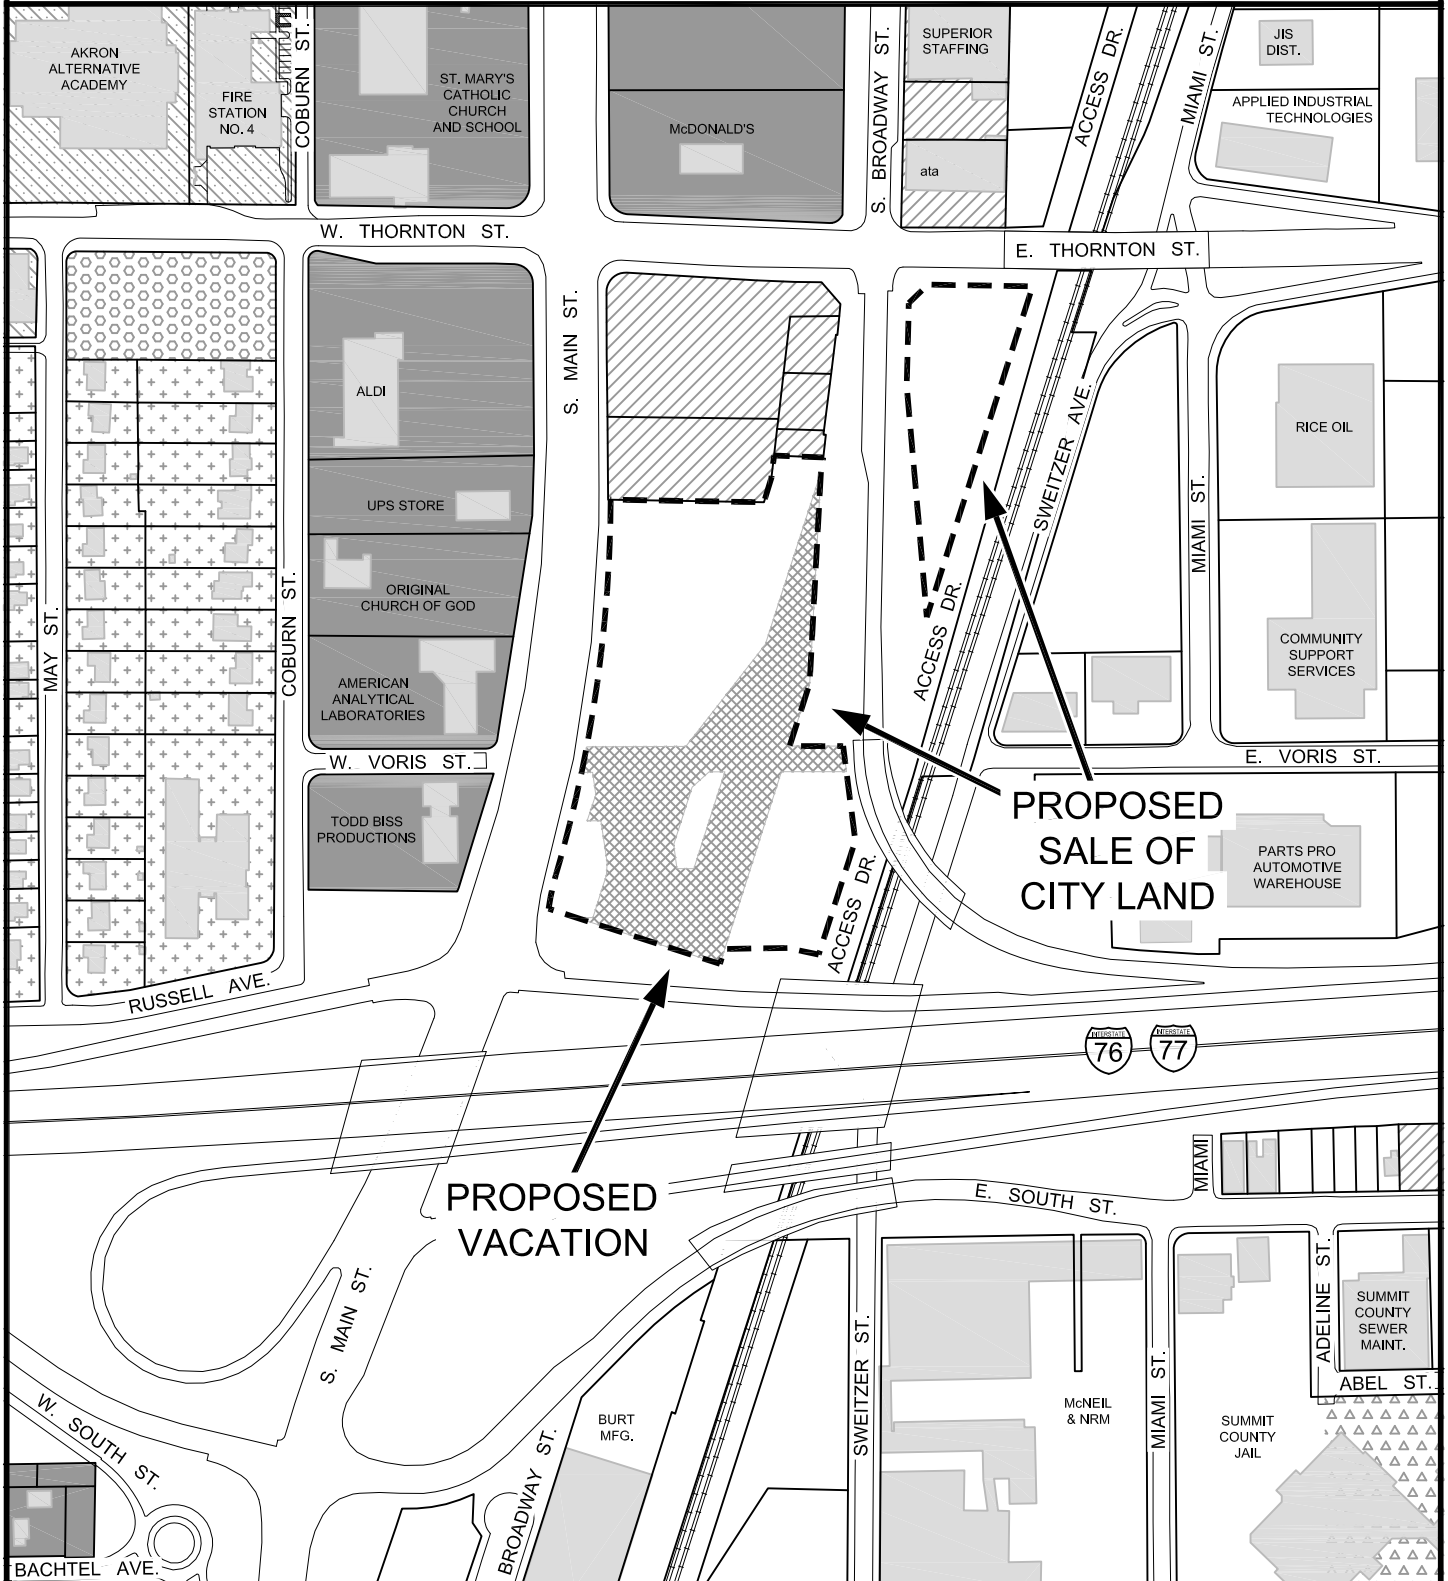 AKRON
ALTERNATIVE
ACADEMY
FIRE
STATION
NO. 4
COBURN ST.
ST. MARY'S
CATHOLIC
CHURCH
AND SCHOOL
McDONALD'S
S. BROADWAY ST.
SUPERIOR
STAFFING
ata
ACCESS DR.
MIAMI ST.
JIS
DIST.
APPLIED INDUSTRIAL
TECHNOLOGIES
W. THORNTON ST.
E. THORNTON ST.
S. MAIN ST.
ALDI
UPS STORE
ORIGINAL
CHURCH OF GOD
AMERICAN
ANALYTICAL
LABORATORIES
MAY ST.
COBURN ST.
W. VORIS ST.
TODD BISS
PRODUCTIONS
RUSSELL AVE.
SWEITZER AVE.
ACCESS DR.
MIAMI ST.
RICE OIL
COMMUNITY
SUPPORT
SERVICES
E. VORIS ST.
PROPOSED
SALE OF
CITY LAND
PARTS PRO
AUTOMOTIVE
WAREHOUSE
ACCESS DR.
INTERSTATE
76
INTERSTATE
77
PROPOSED
VACATION
MIAMI
E. SOUTH ST.
S. MAIN ST.
W. SOUTH ST.
BACHTEL AVE.
BROADWAY ST.
BURT
MFG.
SWEITZER ST.
McNEIL
& NRM
MIAMI ST.
SUMMIT
COUNTY
JAIL
ADELINE ST.
SUMMIT
COUNTY
SEWER
MAINT.
ABEL ST.